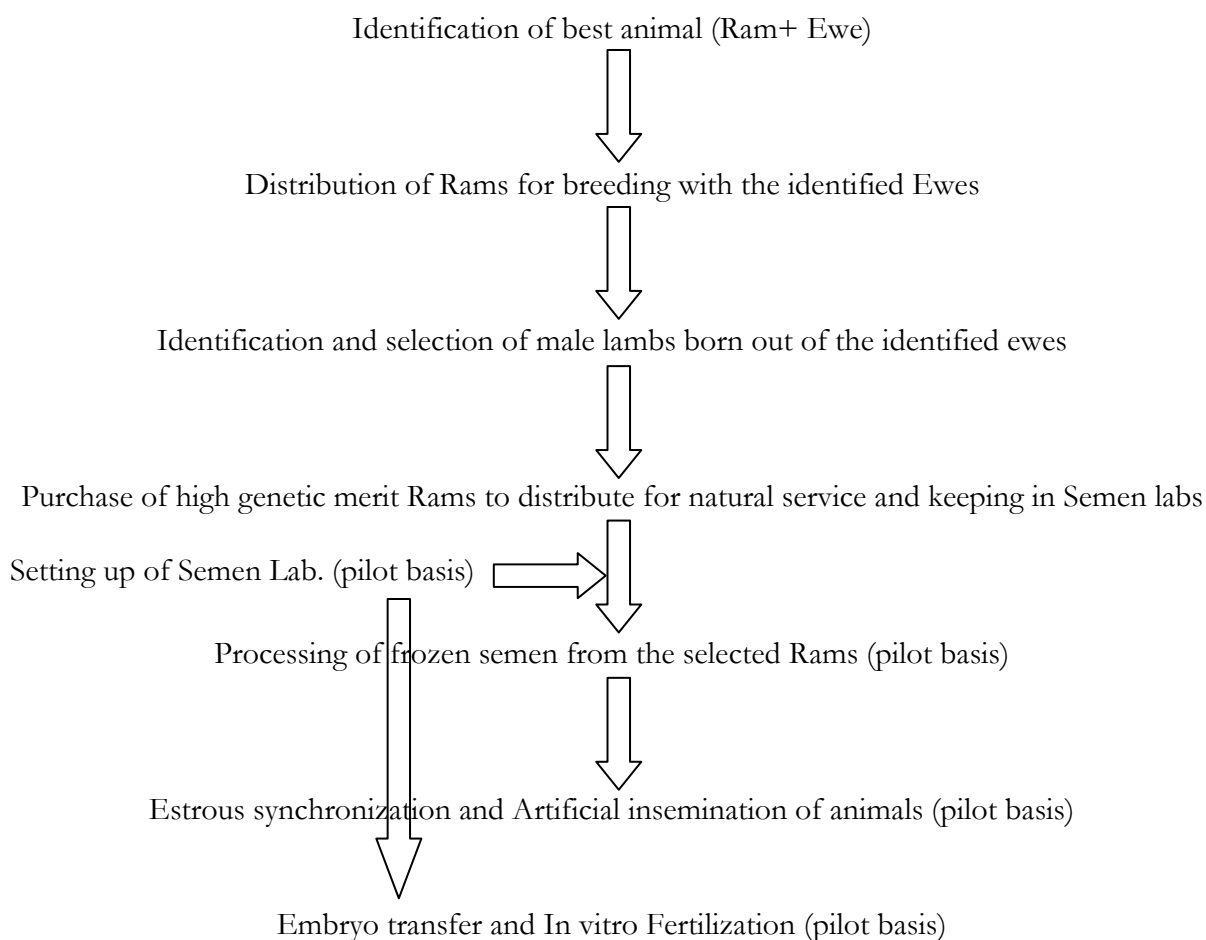 Identification of best animal (Ram+ Ewe)
Distribution of Rams for breeding with the identified Ewes
Identification and selection of male lambs born out of the identified ewes
Purchase of high genetic merit Rams to distribute for natural service and keeping in Semen labs
Setting up of Semen Lab. (pilot basis)
Processing of frozen semen from the selected Rams (pilot basis)
Estrous synchronization and Artificial insemination of animals (pilot basis)
Embryo transfer and In vitro Fertilization (pilot basis)